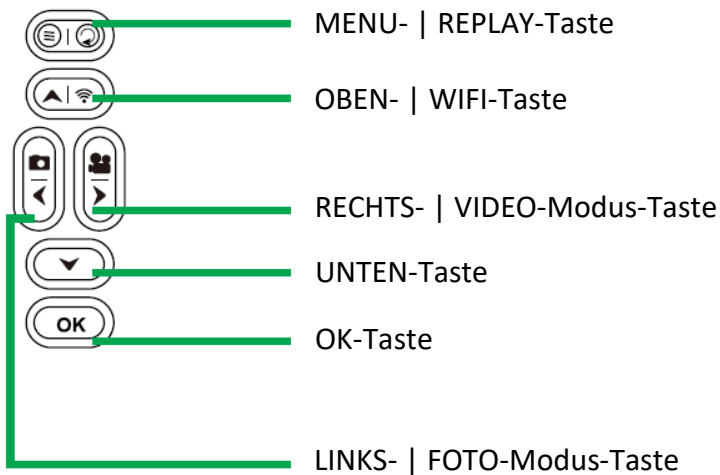 MENU- | REPLAY-Taste
OBEN- | WIFI-Taste
RECHTS- | VIDEO-Modus-Taste
UNTEN-Taste
OK
OK-Taste
LINKS- | FOTO-Modus-Taste